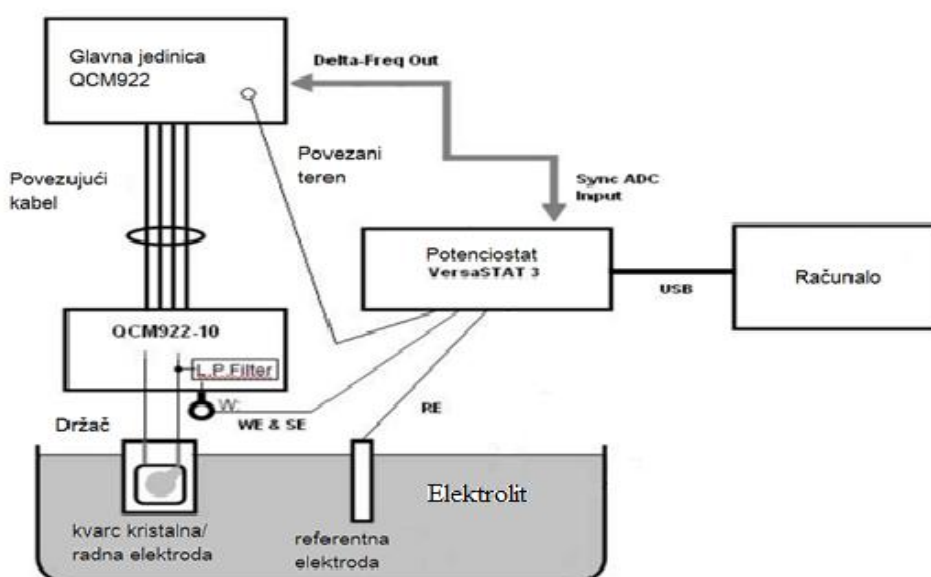 Glavna jedinica
QCM922
Delta-Freq Out
Povezani
teren
Povezujući
kabel
Sync ADC
Input
Potenciostat
VersaSTAT 3
USB
Računalo
QCM922-10
L.P.Filter
W:
WE & SE
RE
Držač
Elektrolit
kvarc kristalna/
radna elektroda
referentna
elektroda